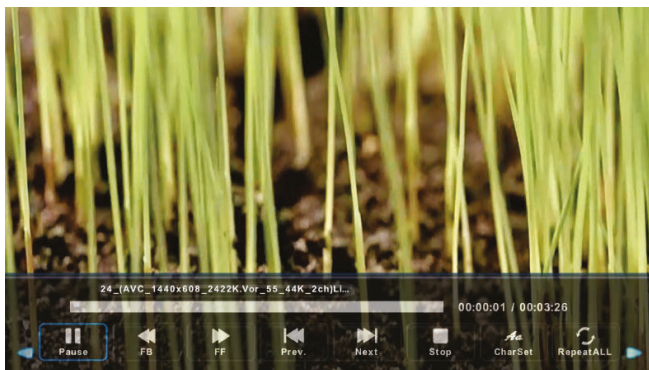 24_(AVC_1440x608_2422K.Vor_55_44K_2ch)LI...
00:00:01 / 00:03:26
Pause FB FF Prev. Next Stop Aa CharSet RepeatALL